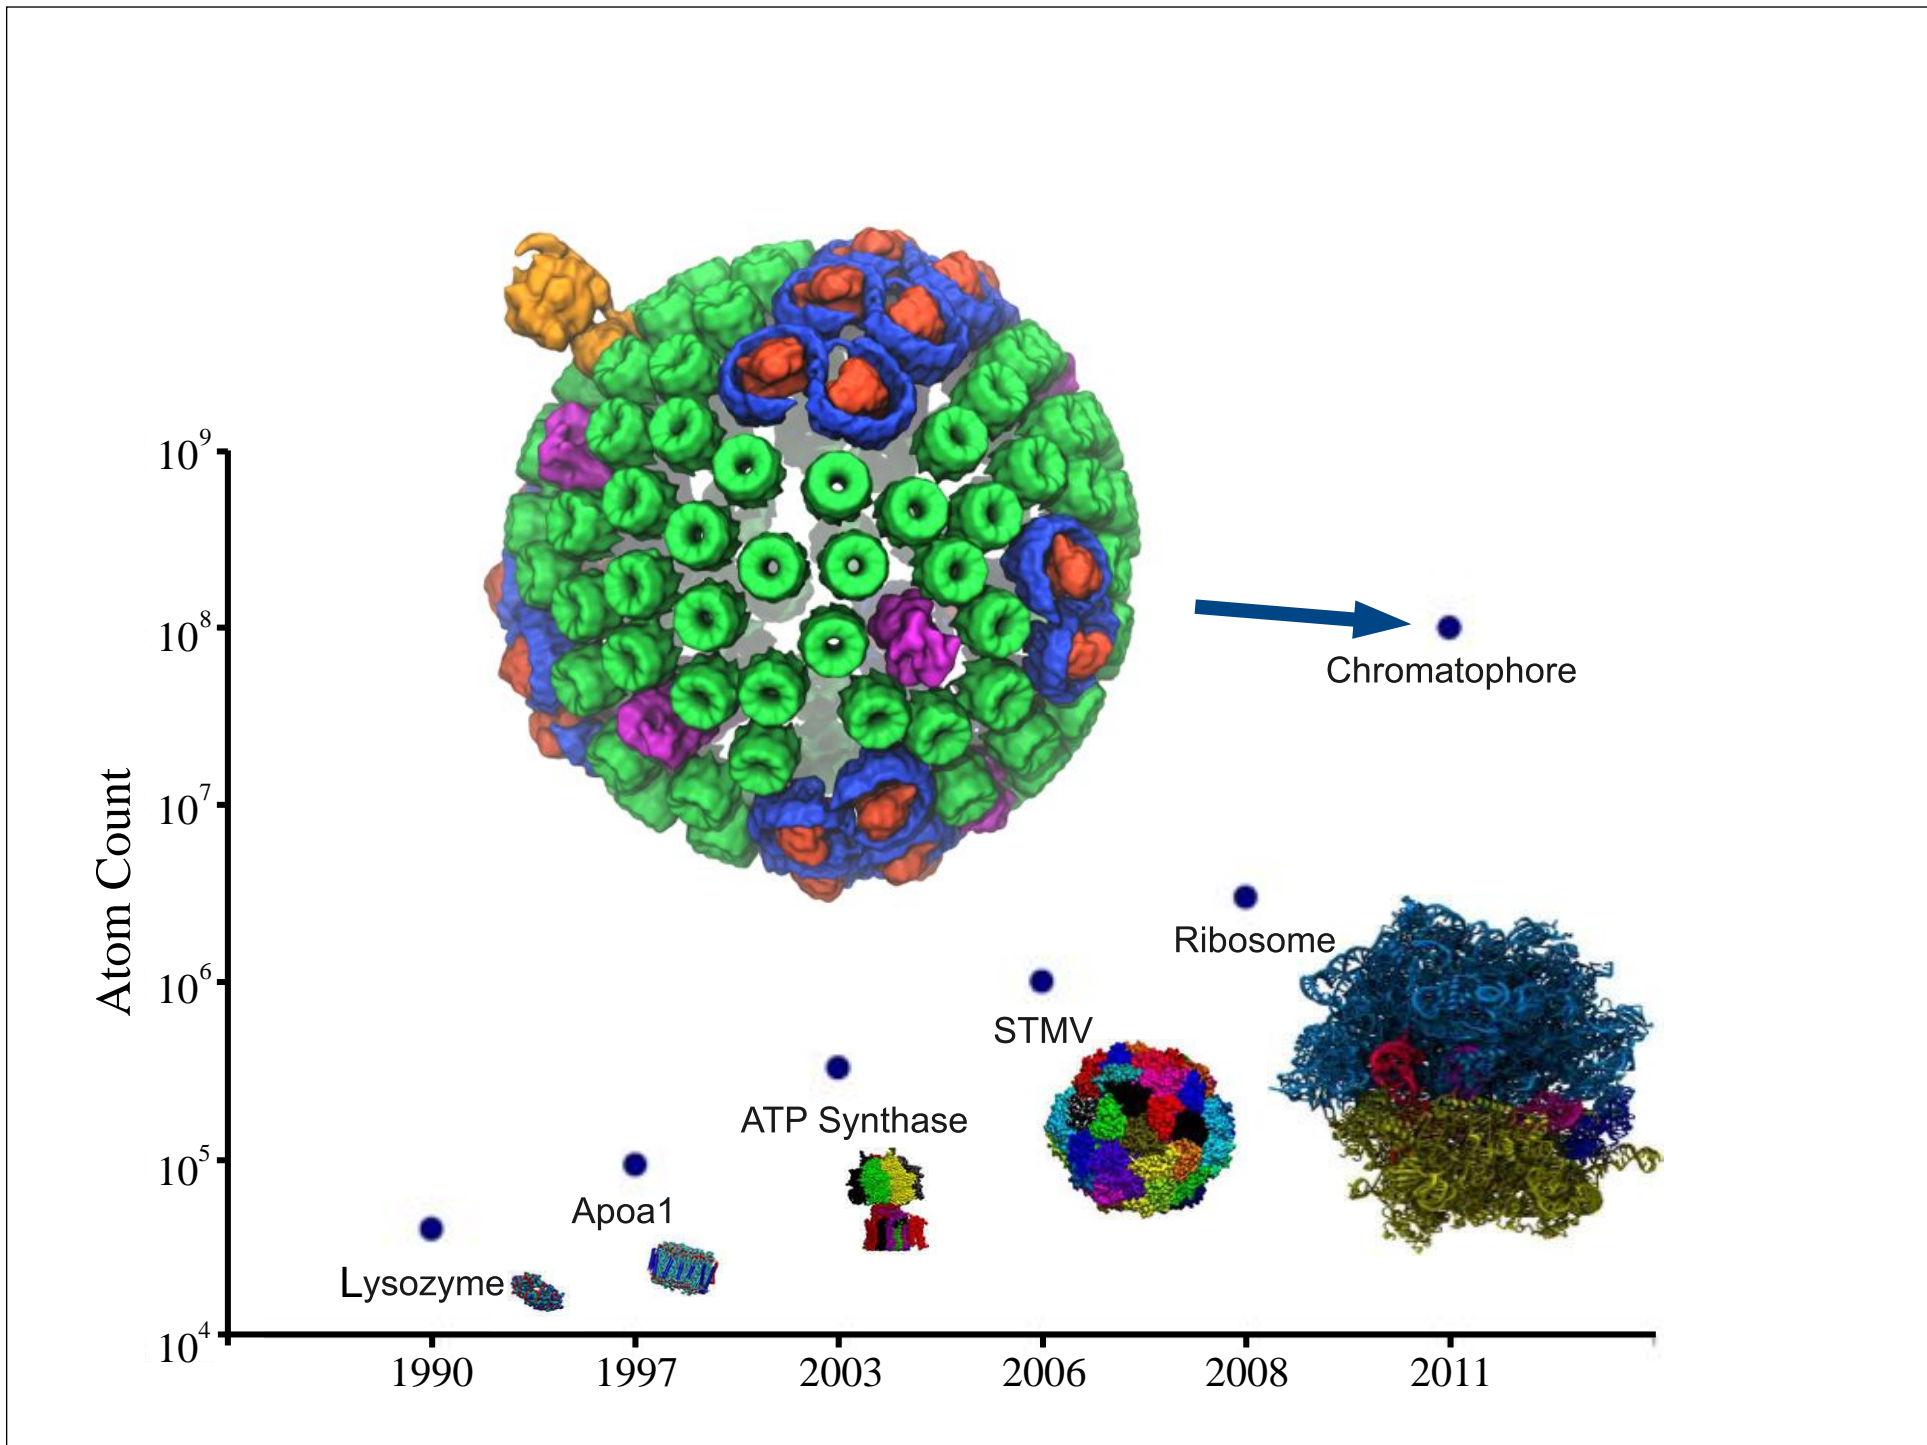 10⁹
10⁸
Chromatophore
10⁷
Atom Count
Ribosome
10⁶
STMV
ATP Synthase
10⁵
Apoa1
Lysozyme
10⁴
1990 1997 2003 2006 2008 2011